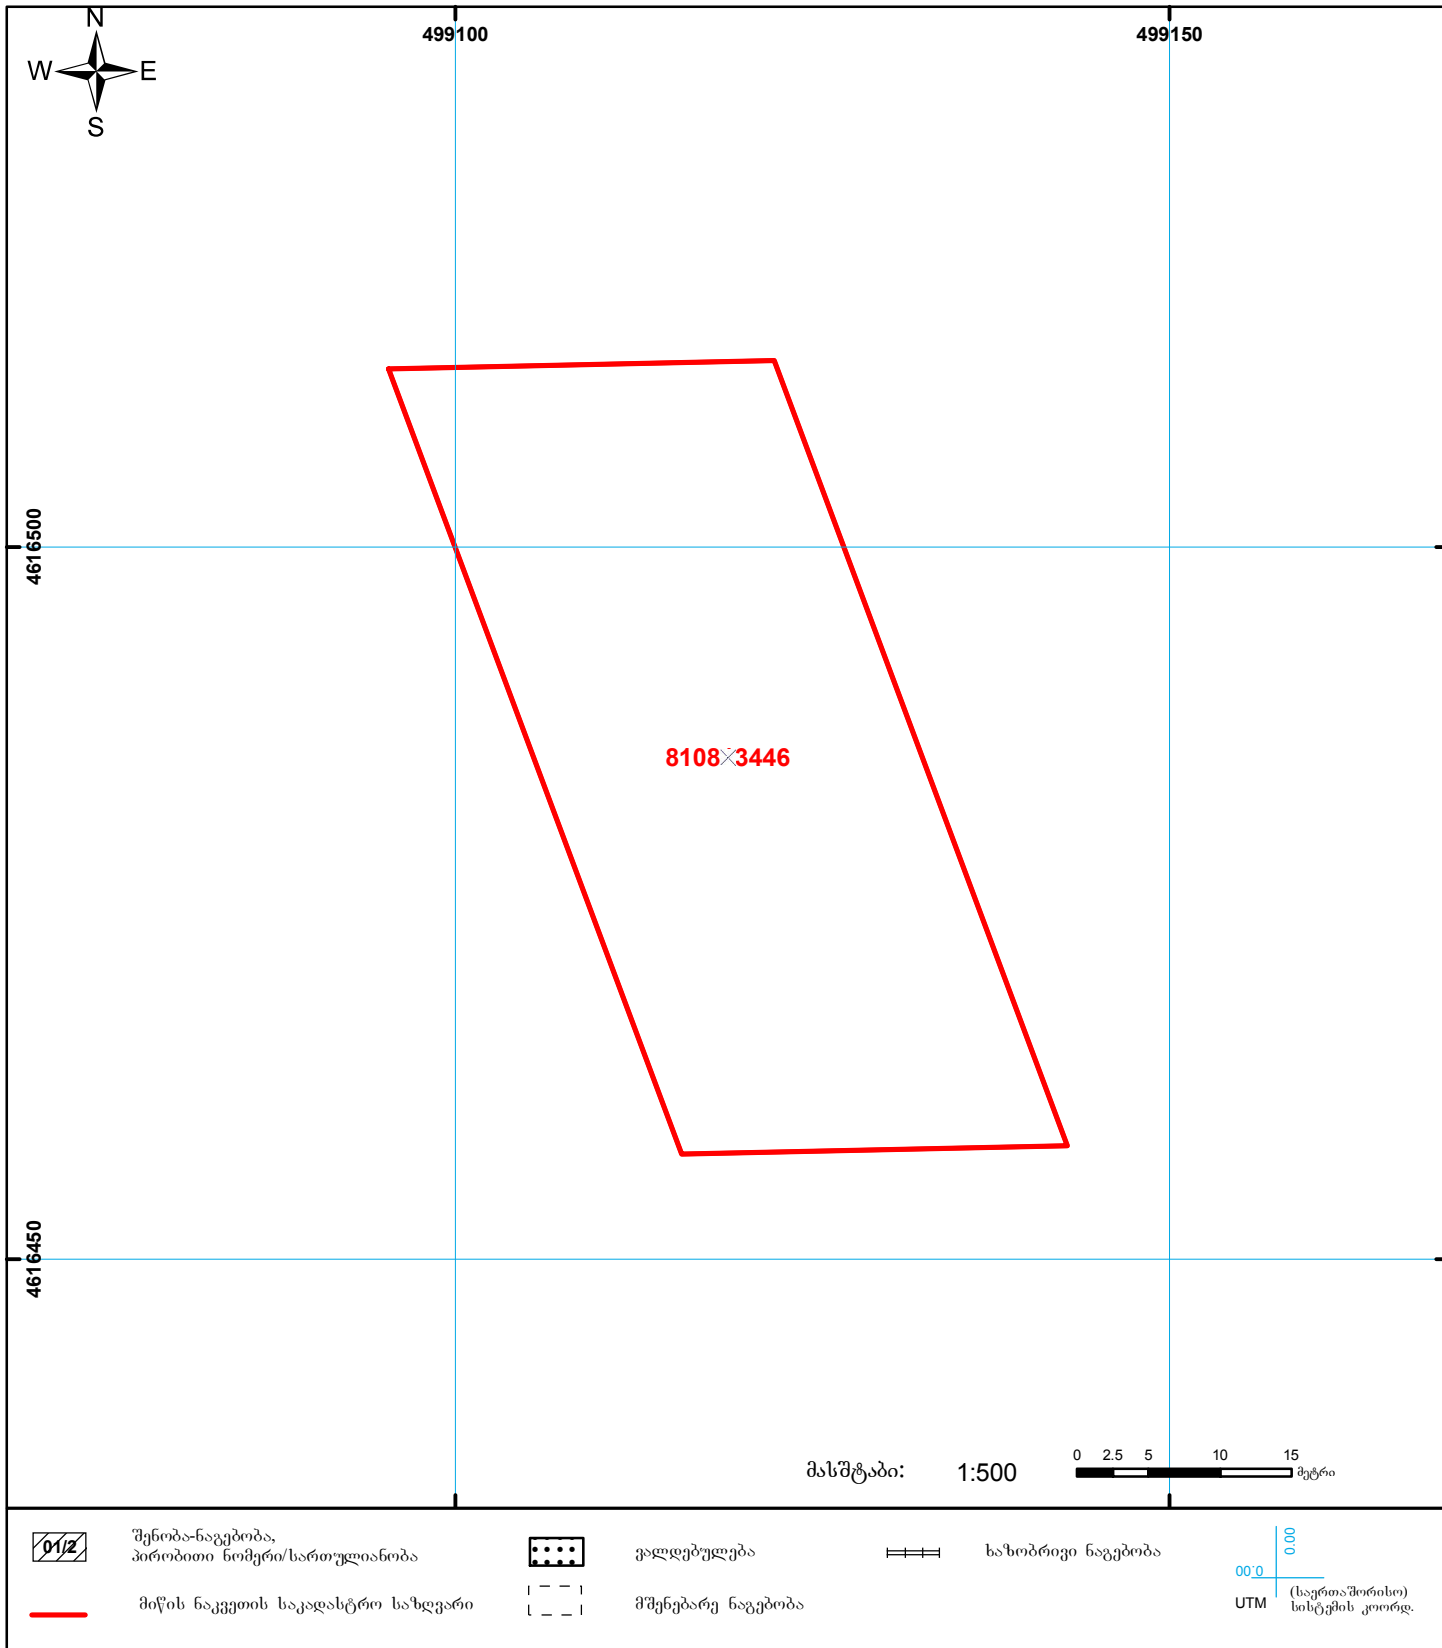 N
W E
S
499100 499150
4616500
4616450
8108 3446
მასშტაბი: 1:500
0 2.5 5 10 15
მეტრი
01/2
შენობა-ნაგებობა,
პირობითი ნომერი/სართულიანობა
ვალდებულება
ხაზობრივი ნაგებობა
მიწის ნაკვეთის საკადასტრო საზღვარი
მშენებარე ნაგებობა
00.0
00.0
UTM
(საერთაშორისო)
სისტემის კოორდ.